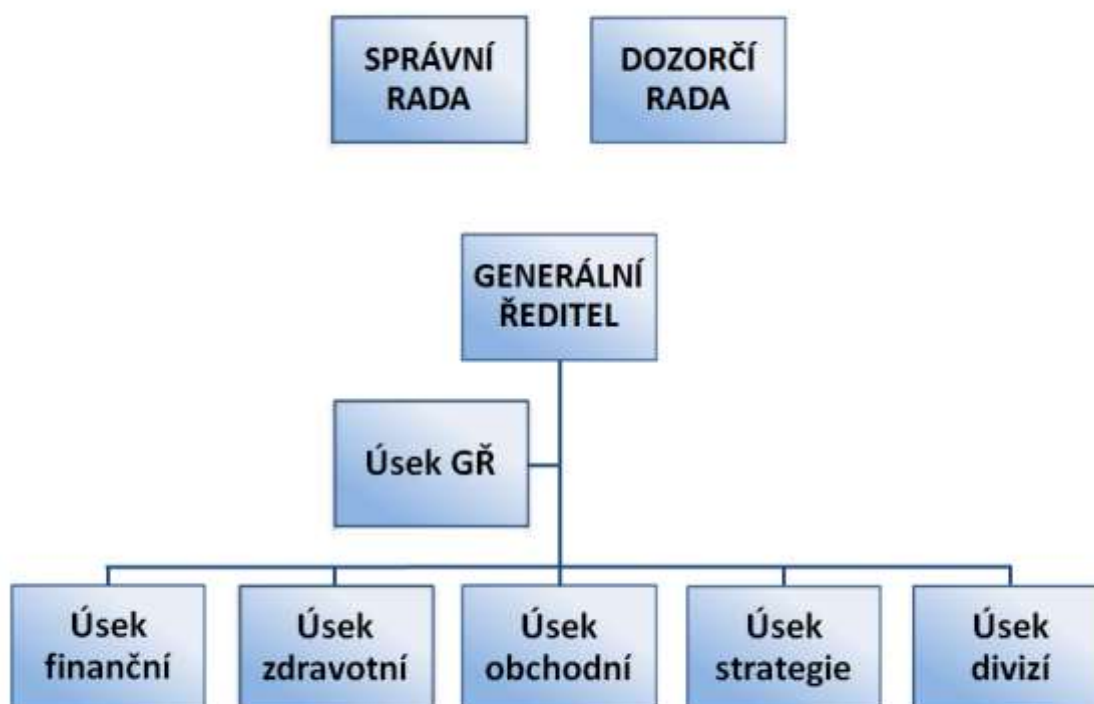 SPRÁVNÍ
RADA
DOZORČÍ
RADA
GENERÁLNÍ
ŘEDITEL
Úsek GŘ
Úsek
finanční
Úsek
zdravotní
Úsek
obchodní
Úsek
strategie
Úsek
divizí